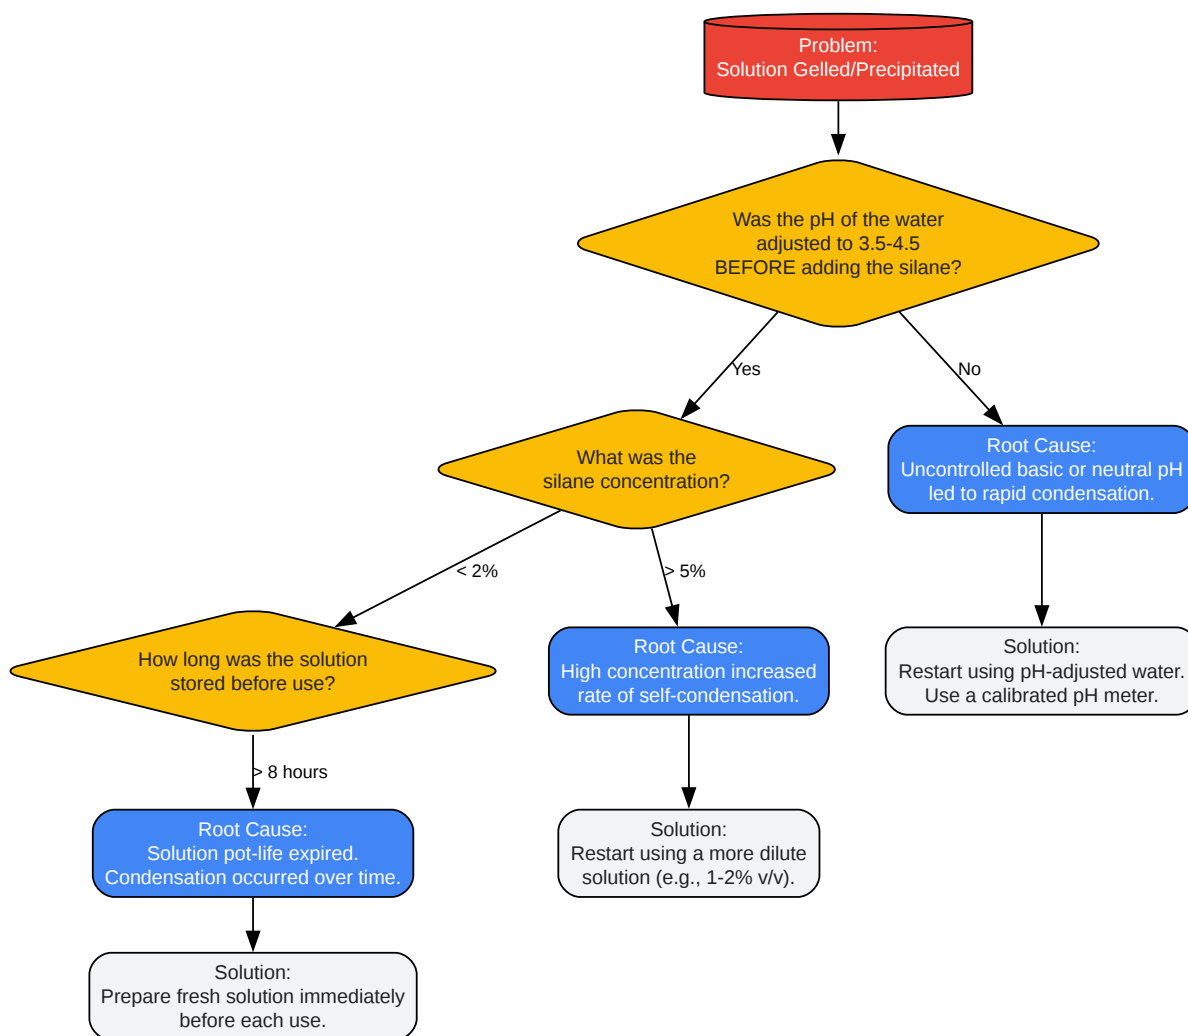 Problem:
Solution Gelled/Precipitated
Was the pH of the water
adjusted to 3.5-4.5
BEFORE adding the silane?
Yes
No
What was the
silane concentration?
Root Cause:
Uncontrolled basic or neutral pH
led to rapid condensation.
< 2%
> 5%
How long was the solution
stored before use?
Root Cause:
High concentration increased
rate of self-condensation.
Solution:
Restart using pH-adjusted water.
Use a calibrated pH meter.
> 8 hours
Root Cause:
Solution pot-life expired.
Condensation occurred over time.
Solution:
Restart using a more dilute
solution (e.g., 1-2% v/v).
Solution:
Prepare fresh solution immediately
before each use.